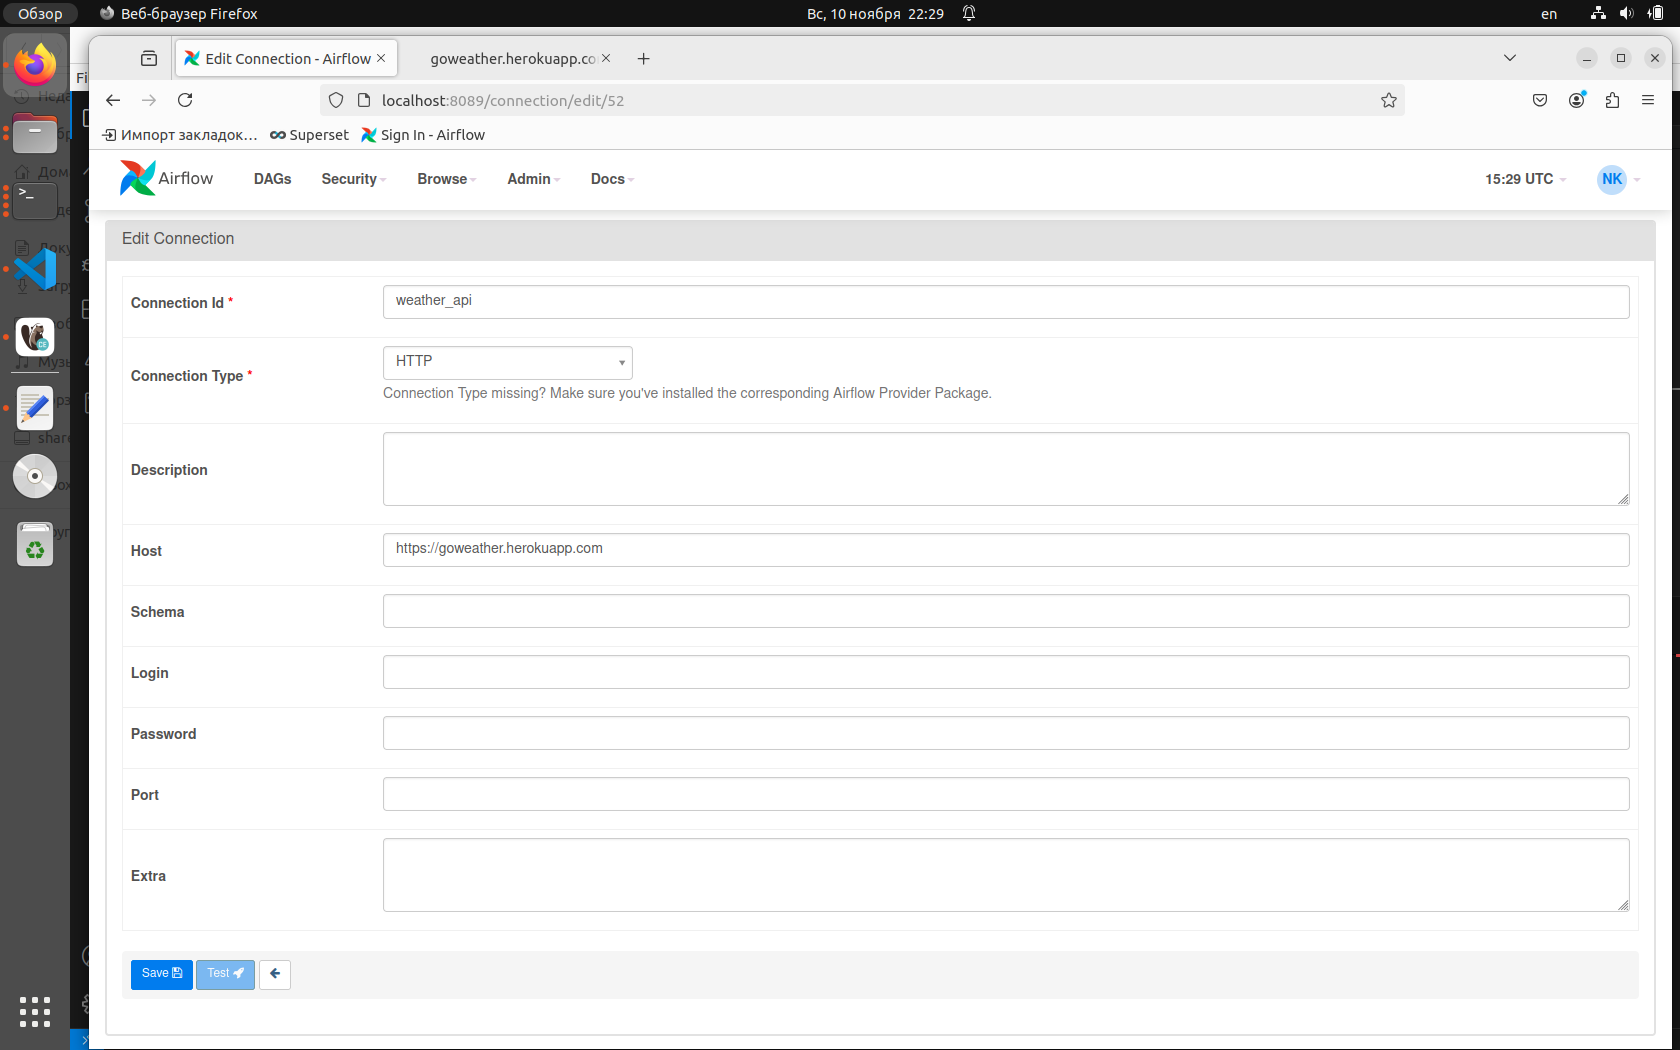 Обзор
Веб-браузер Firefox
Вс, 10 ноября 22:29
en
Edit Connection - Airflow
goweather.herokuapp.co
Fi
localhost:8089/connection/edit/52
Импорт закладок…
Superset
Sign In - Airflow
Airflow
DAGs
Security
Browse
Admin
Docs
15:29 UTC
NK
Edit Connection
Connection Id *
weather_api
Connection Type *
HTTP
Connection Type missing? Make sure you've installed the corresponding Airflow Provider Package.
Description
Host
https://goweather.herokuapp.com
Schema
Login
Password
Port
Extra
Save
Test
share